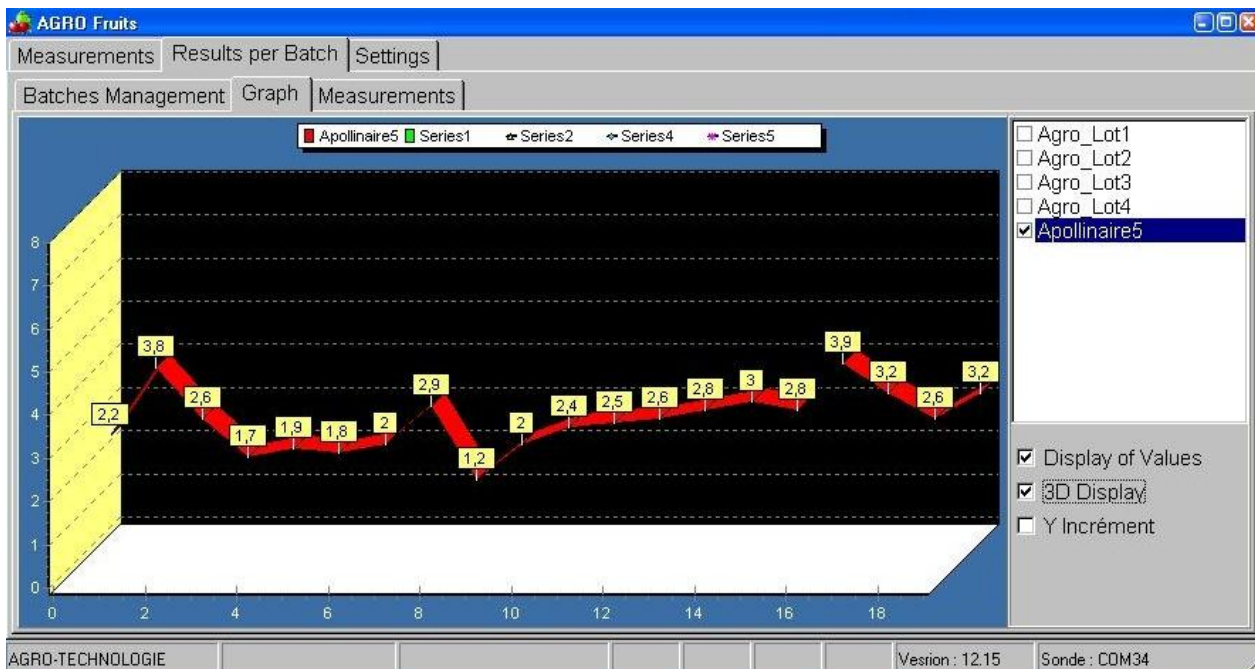 AGRO Fruits
Measurements Results per Batch Settings
Batches Management Graph Measurements
Apollinaire5 Series1 Series2 Series4 Series5
8
7
6
5
4
3
2
1
0
2,2 3,8 2,6 1,7 1,9 1,8 2 2,9 1,2 2 2,4 2,5 2,6 2,8 3 2,8 3,9 3,2 2,6 3,2
0 2 4 6 8 10 12 14 16 18
Agro_Lot1
Agro_Lot2
Agro_Lot3
Agro_Lot4
Apollinaire5
Display of Values
3D Display
Y Incrément
AGRO-TECHNOLOGIE Vesrion : 12.15 Sonde : COM34